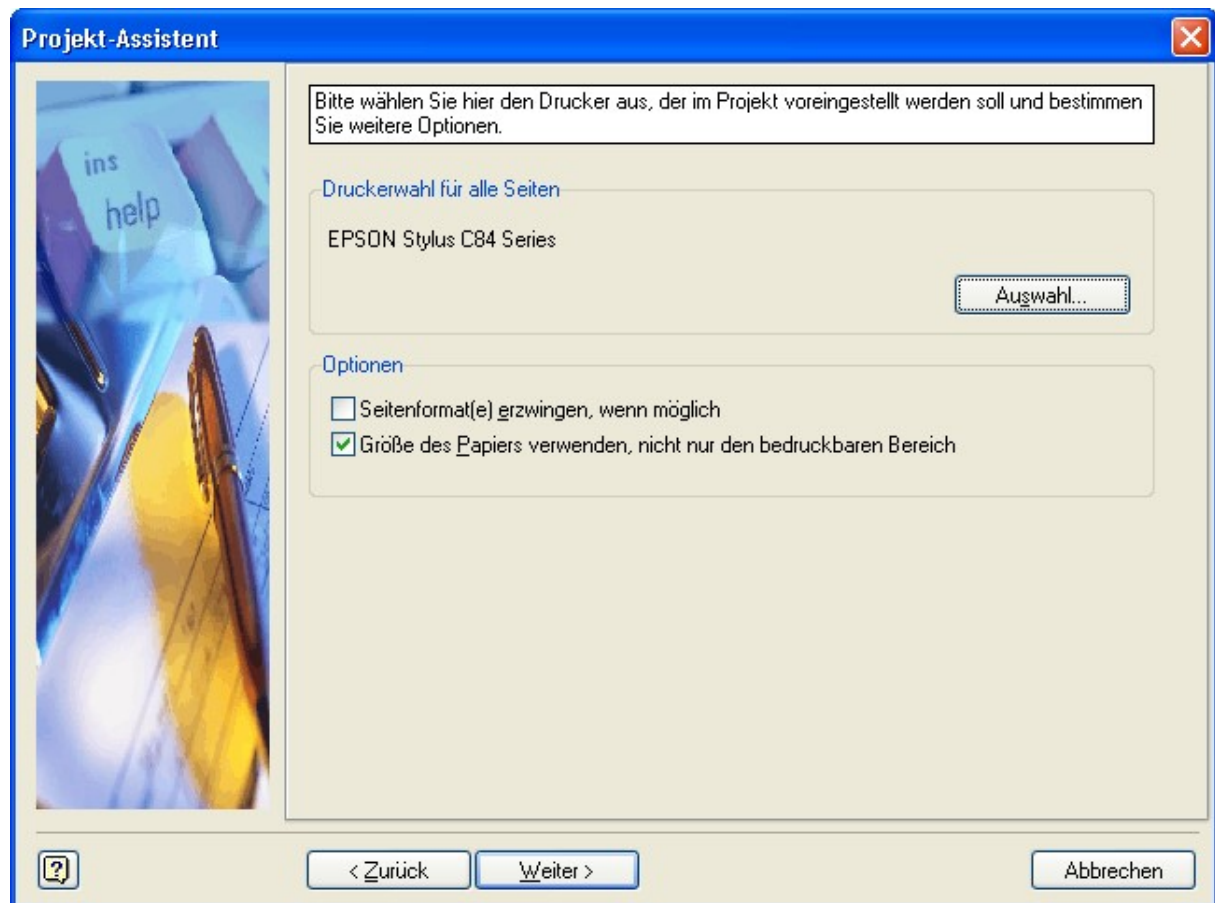 Projekt-Assistent
ins
help
Bitte wählen Sie hier den Drucker aus, der im Projekt voreingestellt werden soll und bestimmen
Sie weitere Optionen.
Druckerwahl für alle Seiten
EPSON Stylus C84 Series
Auswahl...
Optionen
Seitenformat(e) erzwingen, wenn möglich
Größe des Papiers verwenden, nicht nur den bedruckbaren Bereich
?
< Zurück
Weiter >
Abbrechen